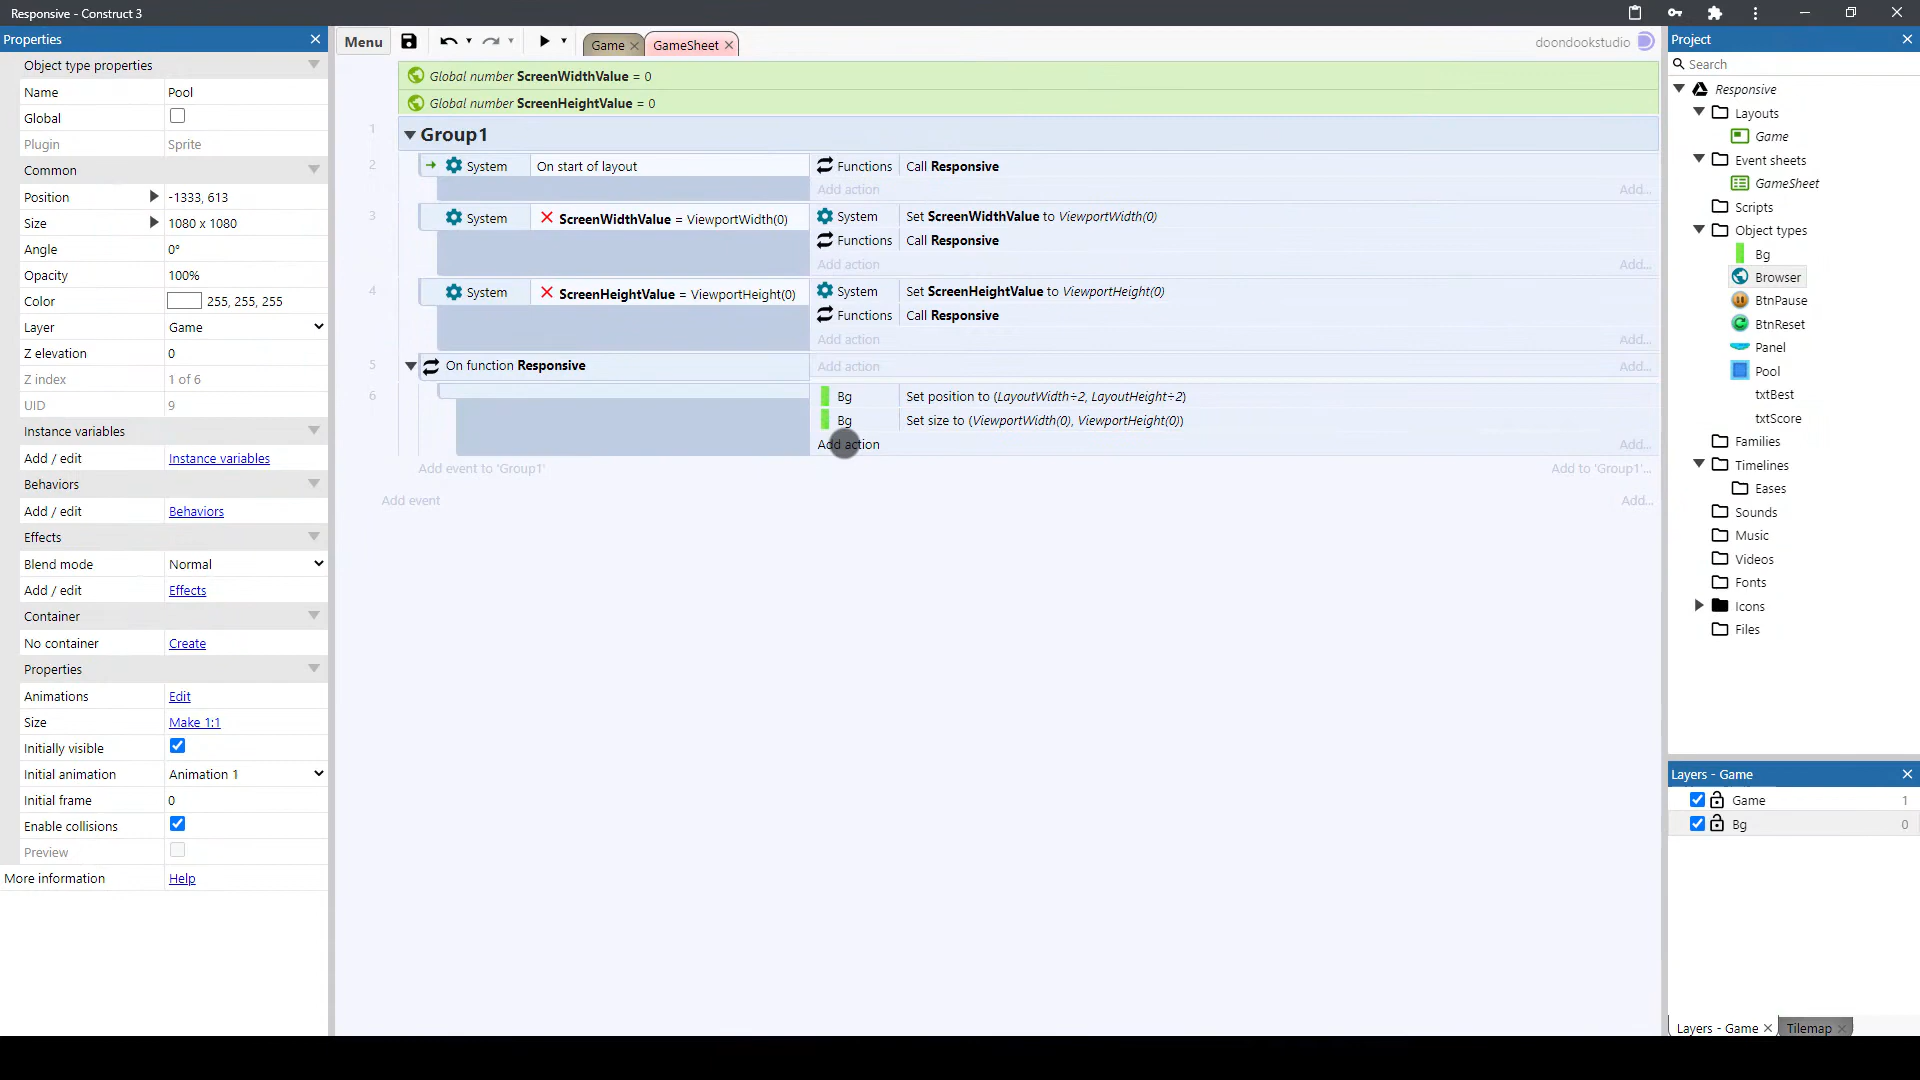 Responsive - Construct 3
Properties
Object type properties
Name Pool
Global
Plugin Sprite
Common
Position -1333, 613
Size 1080 x 1080
Angle 0°
Opacity 100%
Color 255, 255, 255
Layer Game
Z elevation 0
Z index 1 of 6
UID 9
Instance variables
Add / edit Instance variables
Behaviors
Add / edit Behaviors
Effects
Blend mode Normal
Add / edit Effects
Container
No container Create
Properties
Animations Edit
Size Make 1:1
Initially visible
Initial animation Animation 1
Initial frame 0
Enable collisions
Preview
More information Help
Menu
Game
GameSheet
doondookstudio
Global number ScreenWidthValue = 0
Global number ScreenHeightValue = 0
1 Group1
2 System On start of layout Functions Call Responsive
Add action Add...
3 System ScreenWidthValue = ViewportWidth(0) System Set ScreenWidthValue to ViewportWidth(0)
Functions Call Responsive
Add action Add...
4 System ScreenHeightValue = ViewportHeight(0) System Set ScreenHeightValue to ViewportHeight(0)
Functions Call Responsive
Add action Add...
5 On function Responsive Add action Add...
6 Bg Set position to (LayoutWidth÷2, LayoutHeight÷2)
Bg Set size to (ViewportWidth(0), ViewportHeight(0))
Add action Add...
Add event to 'Group1' Add to 'Group1'...
Add event Add...
Project
Search
Responsive
Layouts
Game
Event sheets
GameSheet
Scripts
Object types
Bg
Browser
BtnPause
BtnReset
Panel
Pool
txtBest
txtScore
Families
Timelines
Eases
Sounds
Music
Videos
Fonts
Icons
Files
Layers - Game
Game 1
Bg 0
Layers - Game
Tilemap